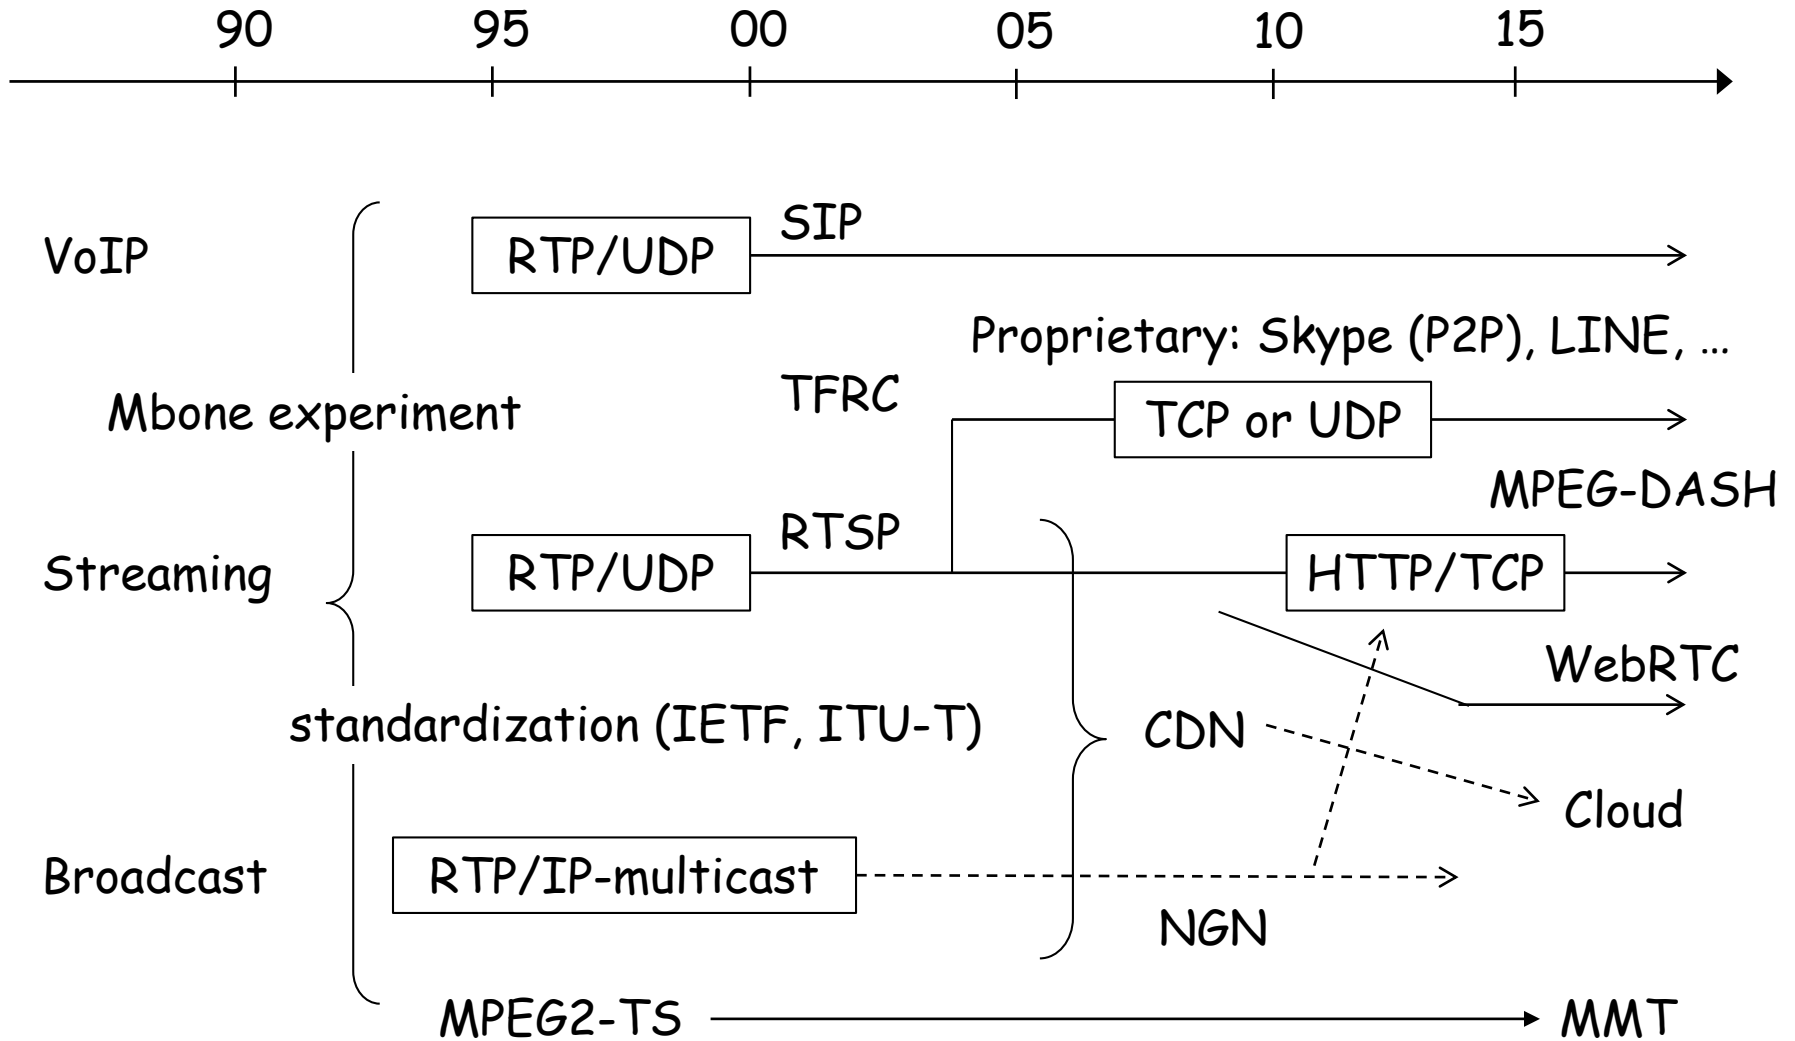 90 95 00 05 10 15
SIP
VoIP RTP/UDP
Proprietary: Skype (P2P), LINE, ...
TFRC
Mbone experiment TCP or UDP
MPEG-DASH
RTSP
Streaming RTP/UDP HTTP/TCP
WebRTC
standardization (IETF, ITU-T) CDN
Cloud
Broadcast RTP/IP-multicast
NGN
MPEG2-TS MMT